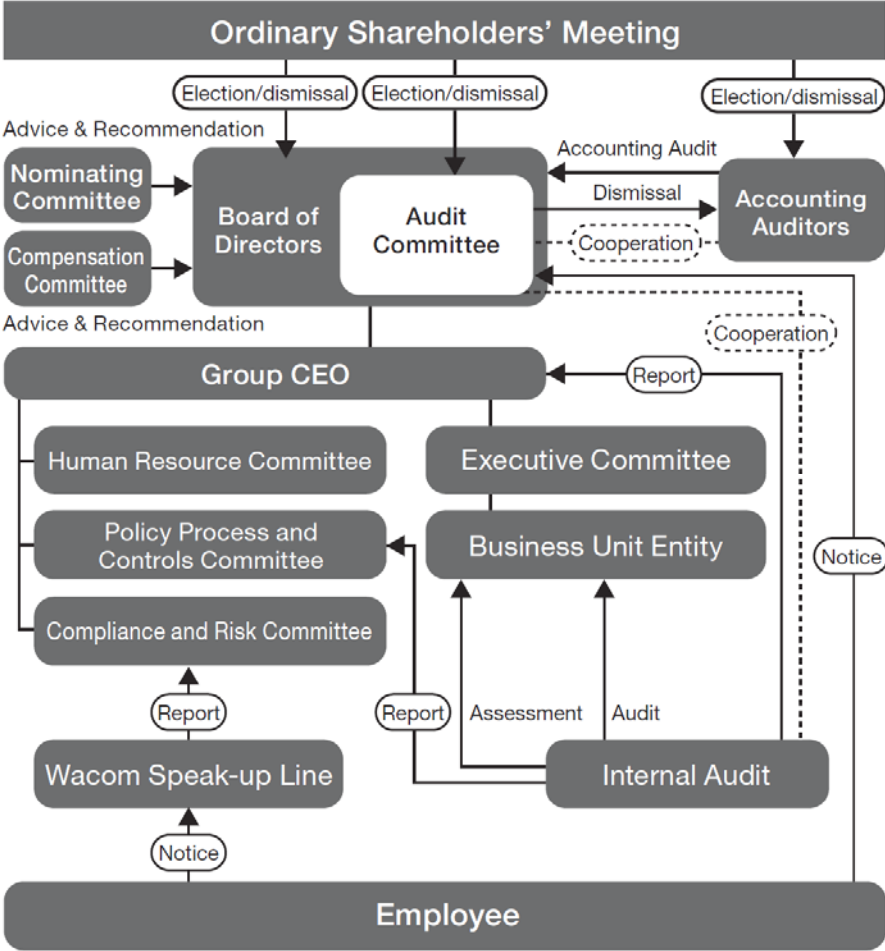 Ordinary Shareholders' Meeting
Election/dismissal
Election/dismissal
Election/dismissal
Advice & Recommendation
Nominating
Committee
Compensation
Committee
Advice & Recommendation
Board of
Directors
Audit
Committee
Accounting Audit
Dismissal
Cooperation
Accounting
Auditors
Cooperation
Group CEO
Report
Human Resource Committee
Executive Committee
Policy Process and
Controls Committee
Business Unit Entity
Notice
Compliance and Risk Committee
Report
Report
Assessment
Audit
Wacom Speak-up Line
Internal Audit
Notice
Employee